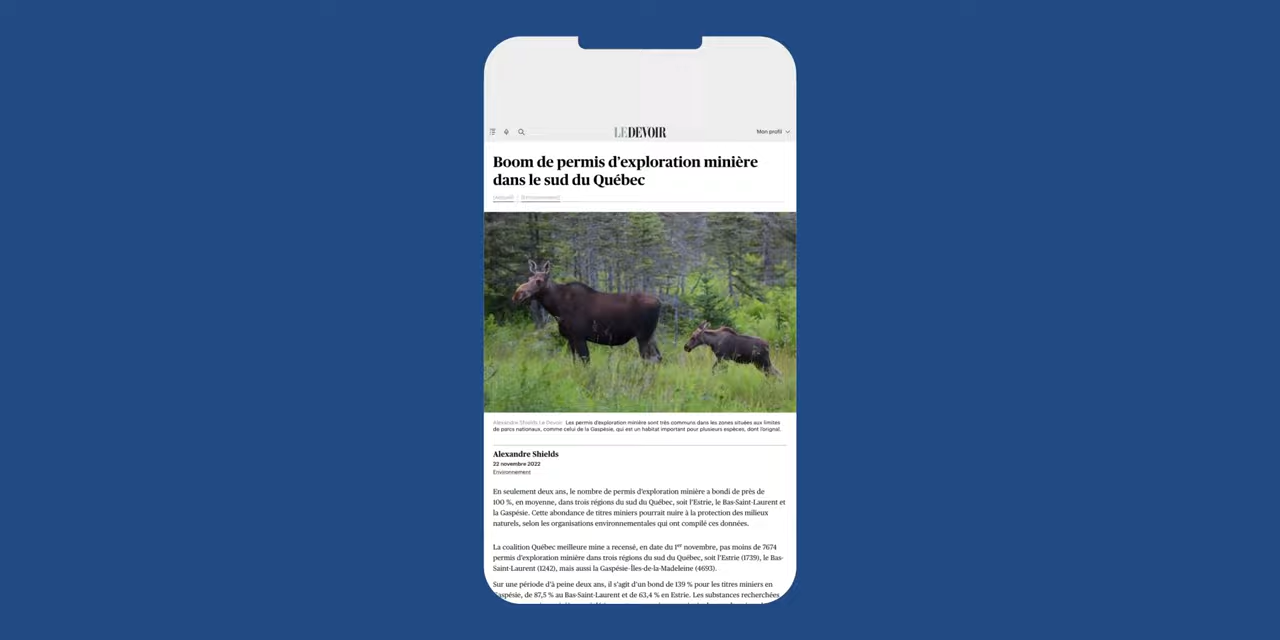 LE DEVOIR
Mon profil
Boom de permis d'exploration minière
dans le sud du Québec
Alexandre Shields Le Devoir Les permis d'exploration minière sont très communs dans les zones situées aux limites
de parcs nationaux, comme celui de la Gaspésie, qui est un habitat important pour plusieurs espèces, dont l'orignal.
Alexandre Shields
22 novembre 2022
Environnement
En seulement deux ans, le nombre de permis d'exploration minière a bondi de près de
100 %, en moyenne, dans trois régions du sud du Québec, soit l'Estrie, le Bas-Saint-Laurent et
la Gaspésie. Cette abondance de titres miniers pourrait nuire à la protection des milieux
naturels, selon les organisations environnementales qui ont compilé ces données.
La coalition Québec meilleure mine a recensé, en date du 1er novembre, pas moins de 7674
permis d'exploration minière dans trois régions du sud du Québec, soit l'Estrie (1739), le Bas-
Saint-Laurent (1242), mais aussi la Gaspésie-Îles-de-la-Madeleine (4693).
Sur une période d'à peine deux ans, il s'agit d'un bond de 139 % pour les titres miniers en
Gaspésie, de 87,5 % au Bas-Saint-Laurent et de 63,4 % en Estrie. Les substances recherchées